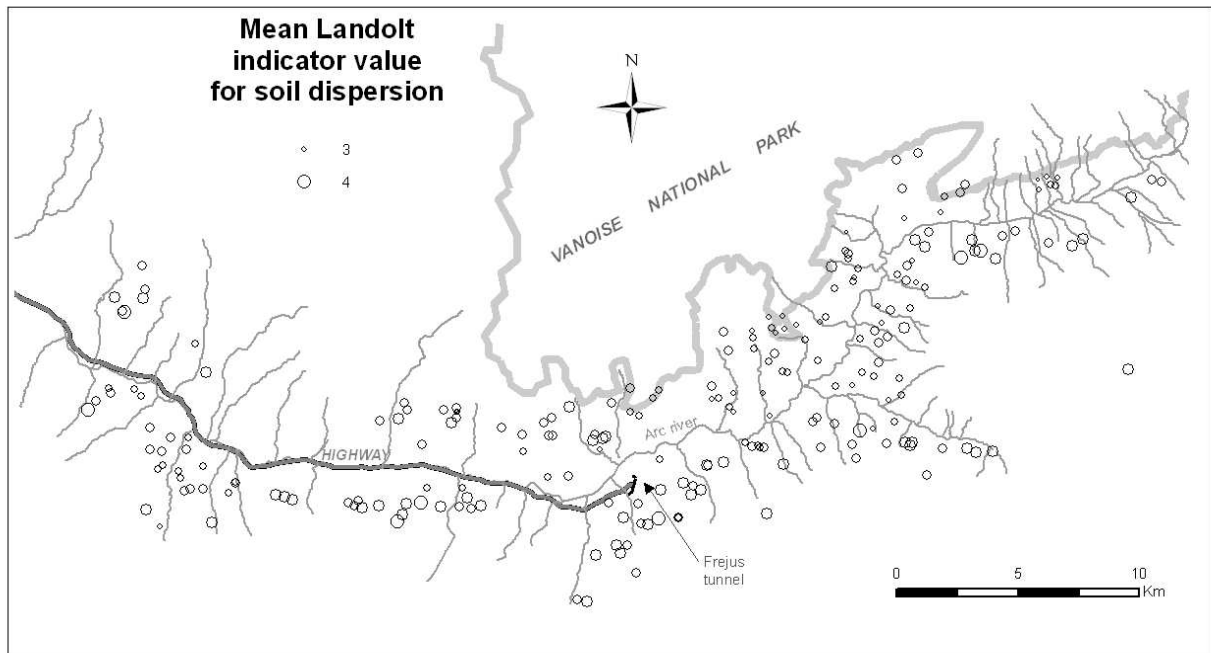 Mean Landolt
indicator value
for soil dispersion
3
4
N
VANOISE NATIONAL PARK
HIGHWAY
Arc river
Frejus
tunnel
0 5 10
Km